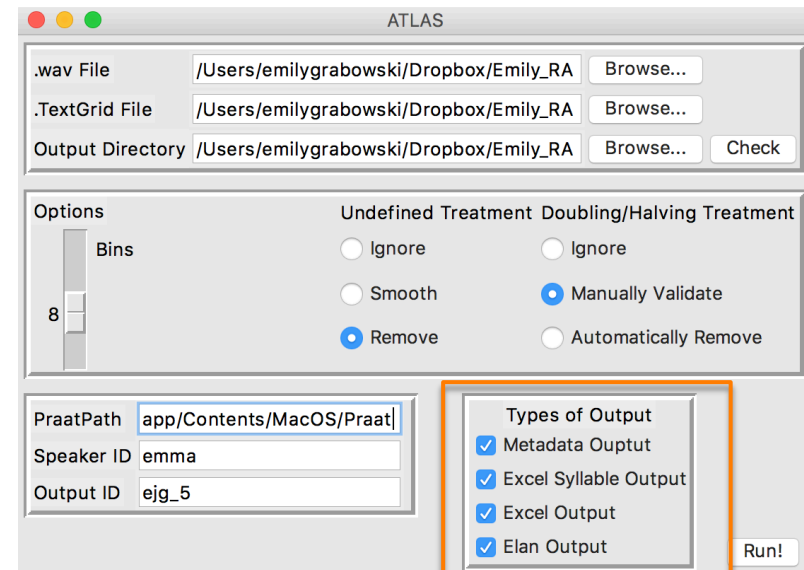 ATLAS
.wav File /Users/emilygrabowski/Dropbox/Emily_RA Browse...
.TextGrid File /Users/emilygrabowski/Dropbox/Emily_RA Browse...
Output Directory /Users/emilygrabowski/Dropbox/Emily_RA Browse... Check
Options Undefined Treatment Doubling/Halving Treatment
Bins Ignore Ignore
8 Smooth Manually Validate
Remove Automatically Remove
PraatPath app/Contents/MacOS/Praat
Speaker ID emma
Output ID ejg_5
Types of Output
Metadata Ouptut
Excel Syllable Output
Excel Output
Elan Output
Run!